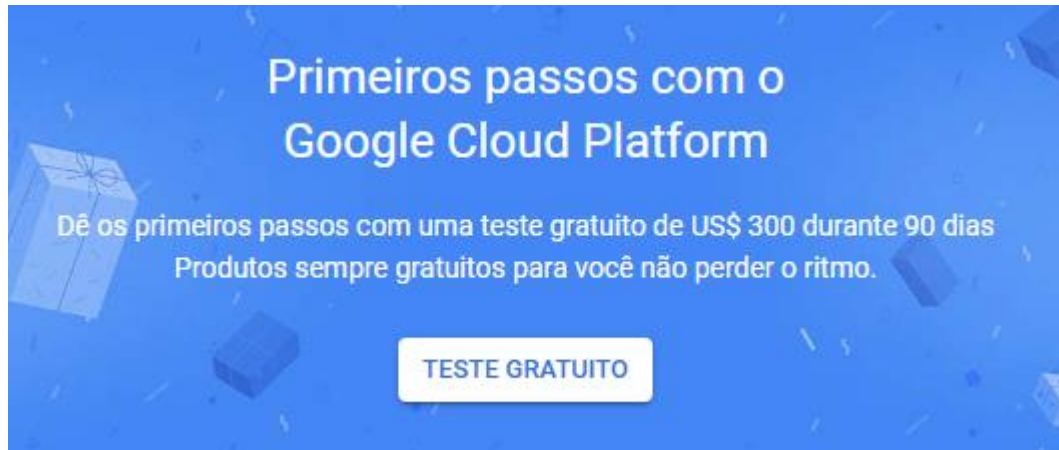 Primeiros passos com o
Google Cloud Platform
Dê os primeiros passos com uma teste gratuito de US$ 300 durante 90 dias
Produtos sempre gratuitos para você não perder o ritmo.
TESTE GRATUITO